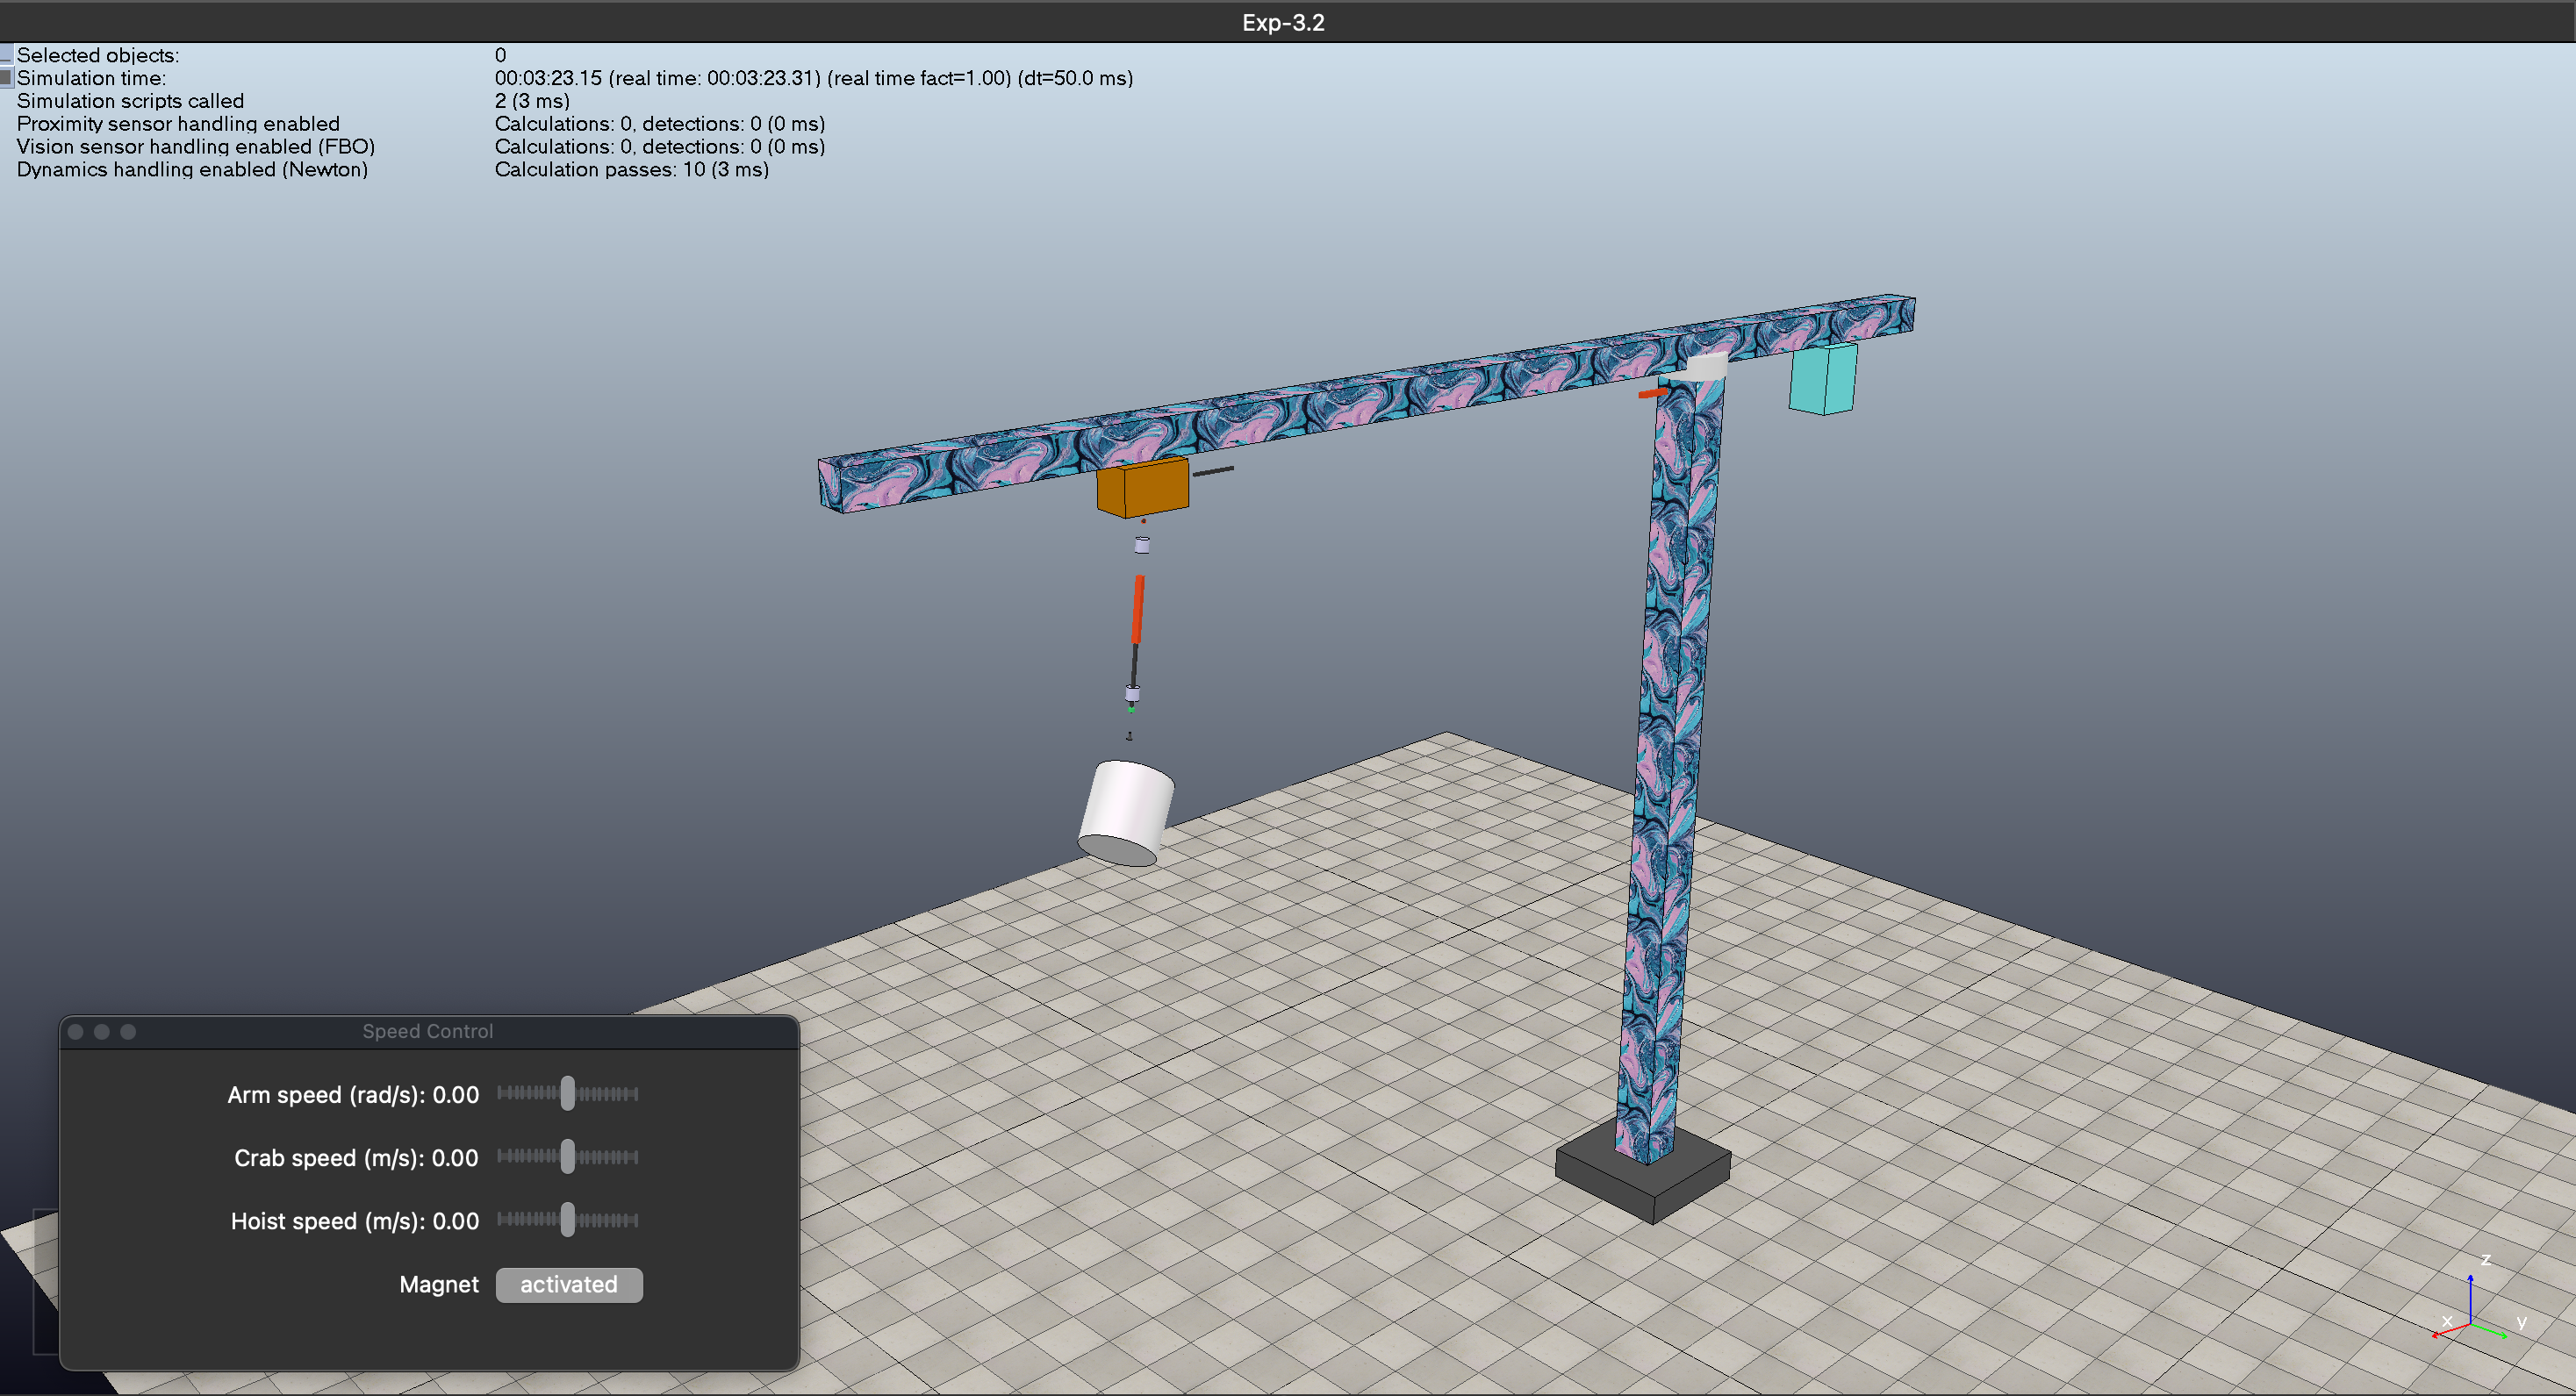 Exp-3.2
Selected objects: 0
Simulation time: 00:03:23.15 (real time: 00:03:23.31) (real time fact=1.00) (dt=50.0 ms)
Simulation scripts called 2 (3 ms)
Proximity sensor handling enabled Calculations: 0, detections: 0 (0 ms)
Vision sensor handling enabled (FBO) Calculations: 0, detections: 0 (0 ms)
Dynamics handling enabled (Newton) Calculation passes: 10 (3 ms)
Speed Control
Arm speed (rad/s): 0.00
Crab speed (m/s): 0.00
Hoist speed (m/s): 0.00
Magnet activated
z
x y